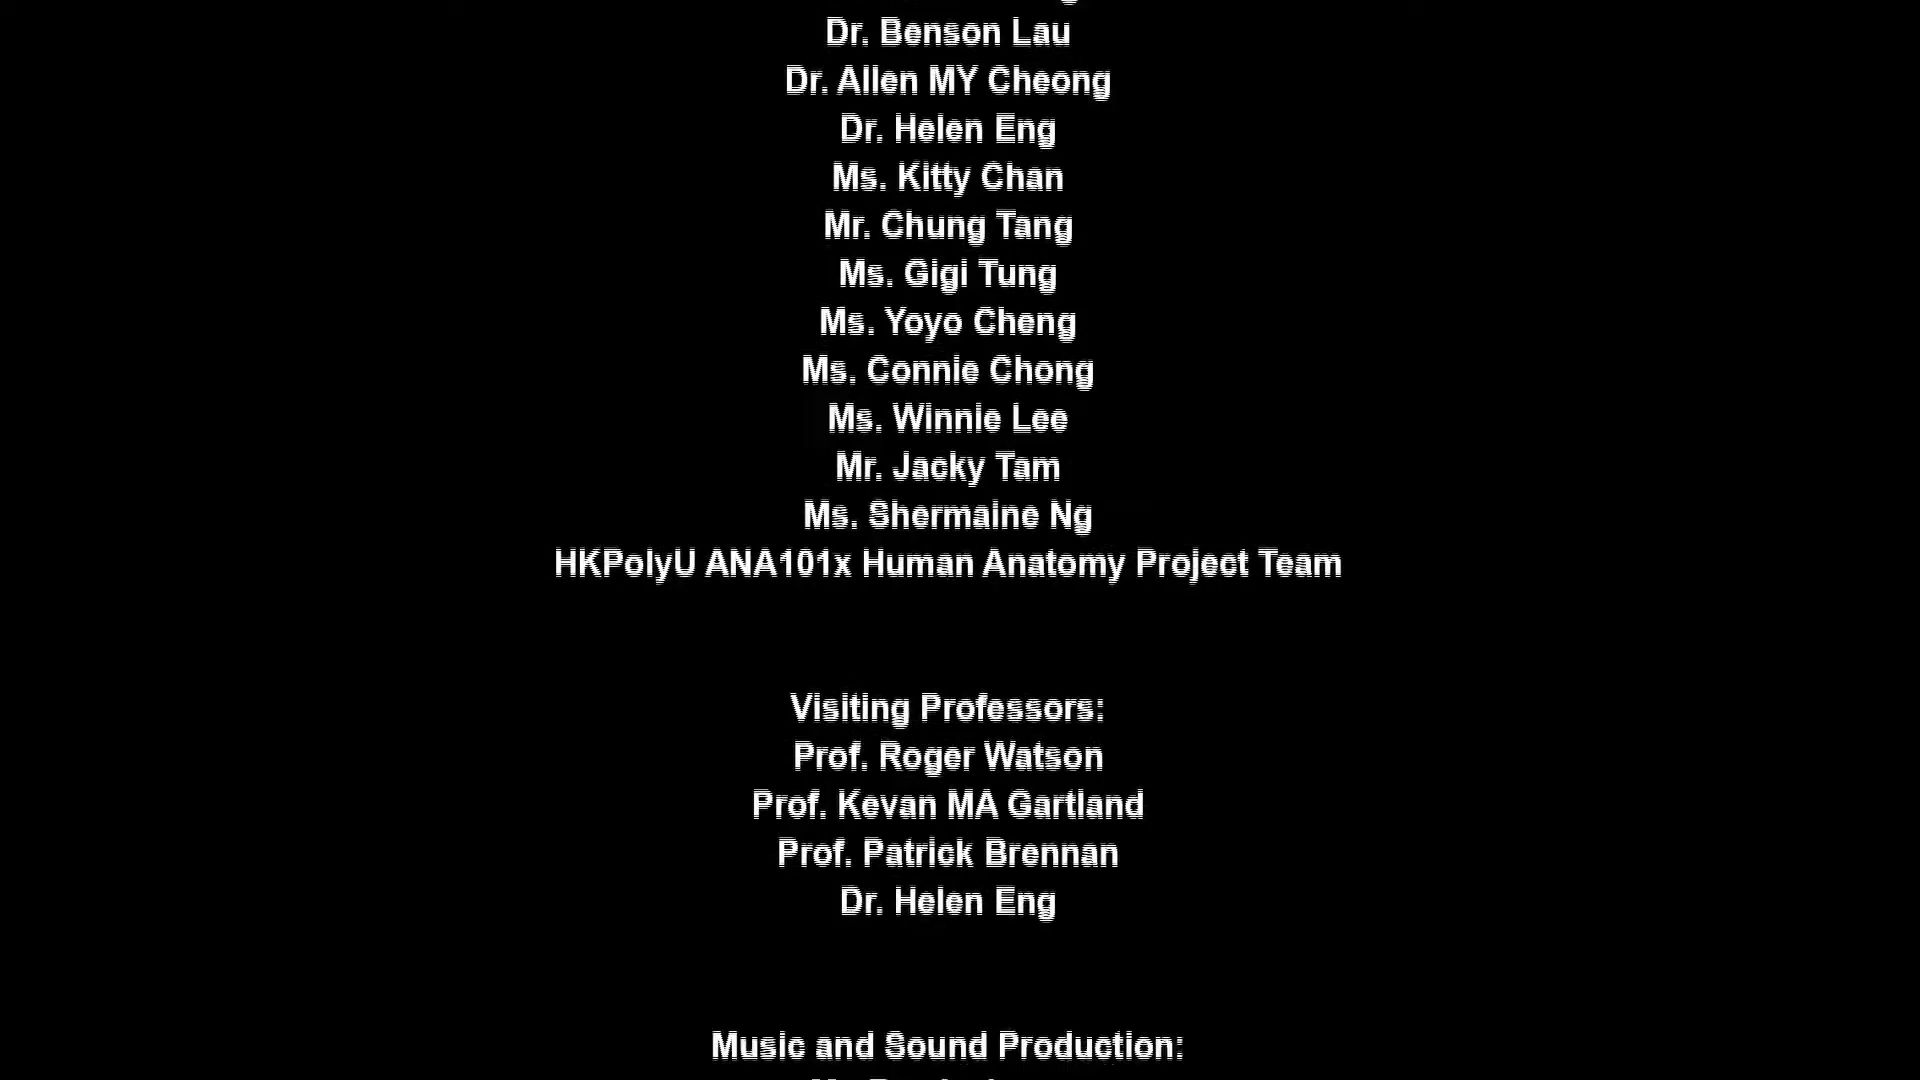 Dr. Benson Lau
Dr. Allen MY Cheong
Dr. Helen Eng
Ms. Kitty Chan
Mr. Chung Tang
Ms. Gigi Tung
Ms. Yoyo Cheng
Ms. Connie Chong
Ms. Winnie Lee
Mr. Jacky Tam
Ms. Shermaine Ng
HKPolyU ANA101x Human Anatomy Project Team
Visiting Professors:
Prof. Roger Watson
Prof. Kevan MA Gartland
Prof. Patrick Brennan
Dr. Helen Eng
Music and Sound Production: